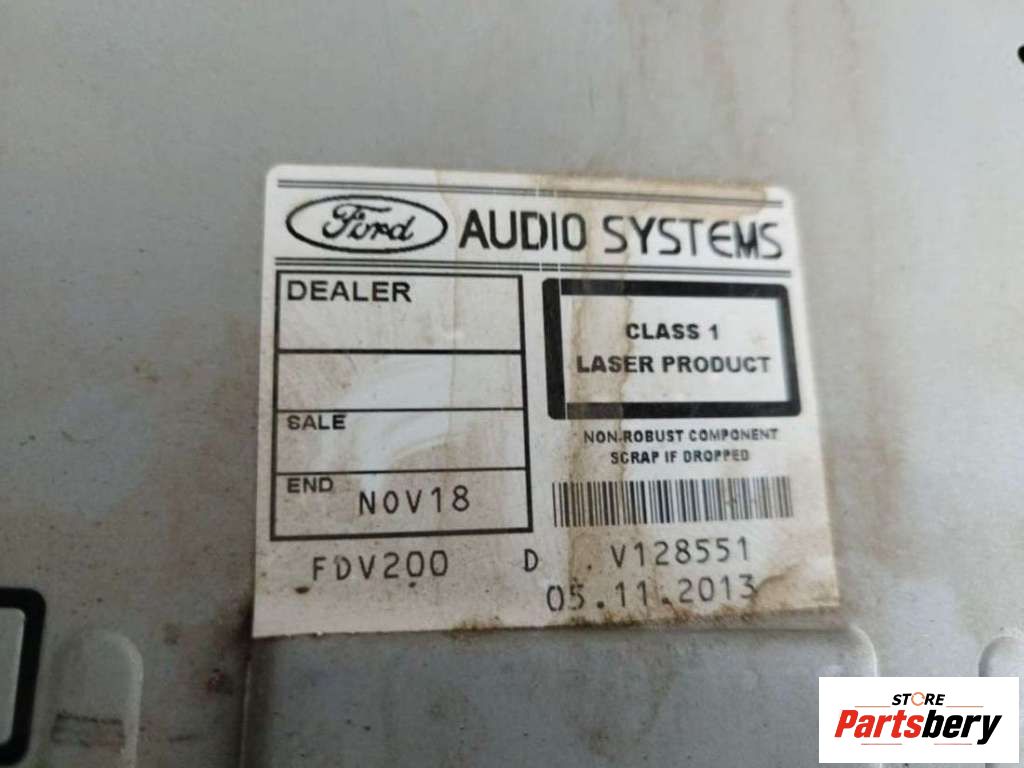 Ford AUDIO SYSTEMS
DEALER
SALE
END NOV18
CLASS 1
LASER PRODUCT
NON-ROBUST COMPONENT
SCRAP IF DROPPED
FDV200 D V128551
05.11.2013
STORE
Partsbery